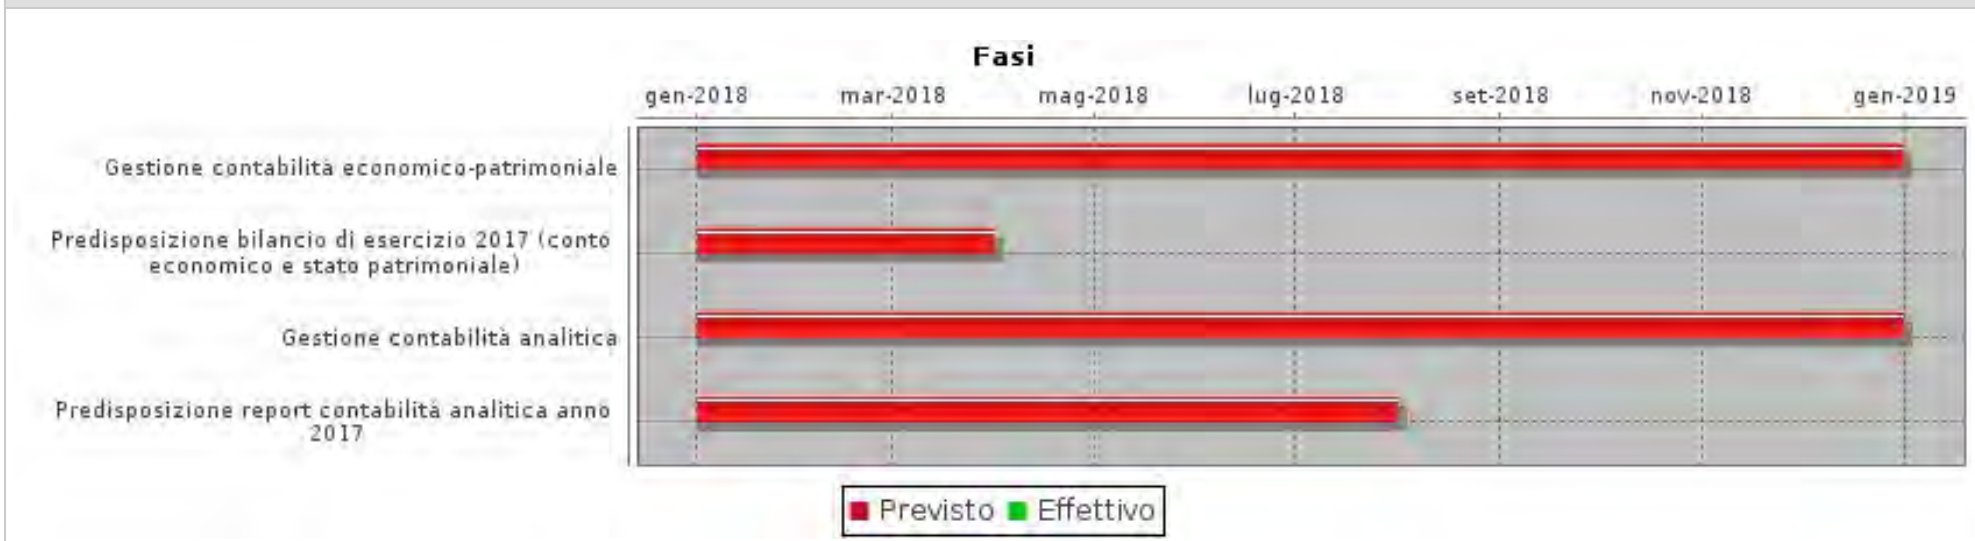 Fasi
gen-2018 mar-2018 mag-2018 lug-2018 set-2018 nov-2018 gen-2019
Gestione contabilità economico-patrimoniale
Predisposizione bilancio di esercizio 2017 (conto
economico e stato patrimoniale)
Gestione contabilità analitica
Predisposizione report contabilità analitica anno
2017
Previsto Effettivo